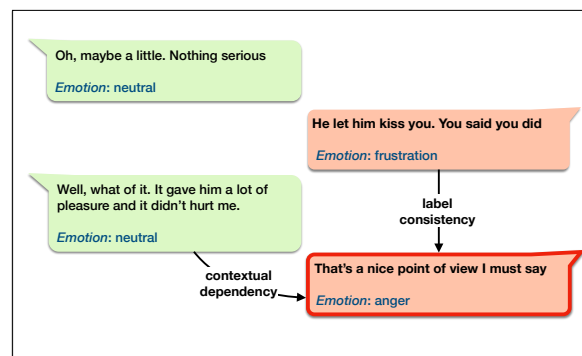 Oh, maybe a little. Nothing serious
Emotion: neutral
He let him kiss you. You said you did
Emotion: frustration
Well, what of it. It gave him a lot of
pleasure and it didn't hurt me.
Emotion: neutral
label
consistency
contextual
dependency
That's a nice point of view I must say
Emotion: anger